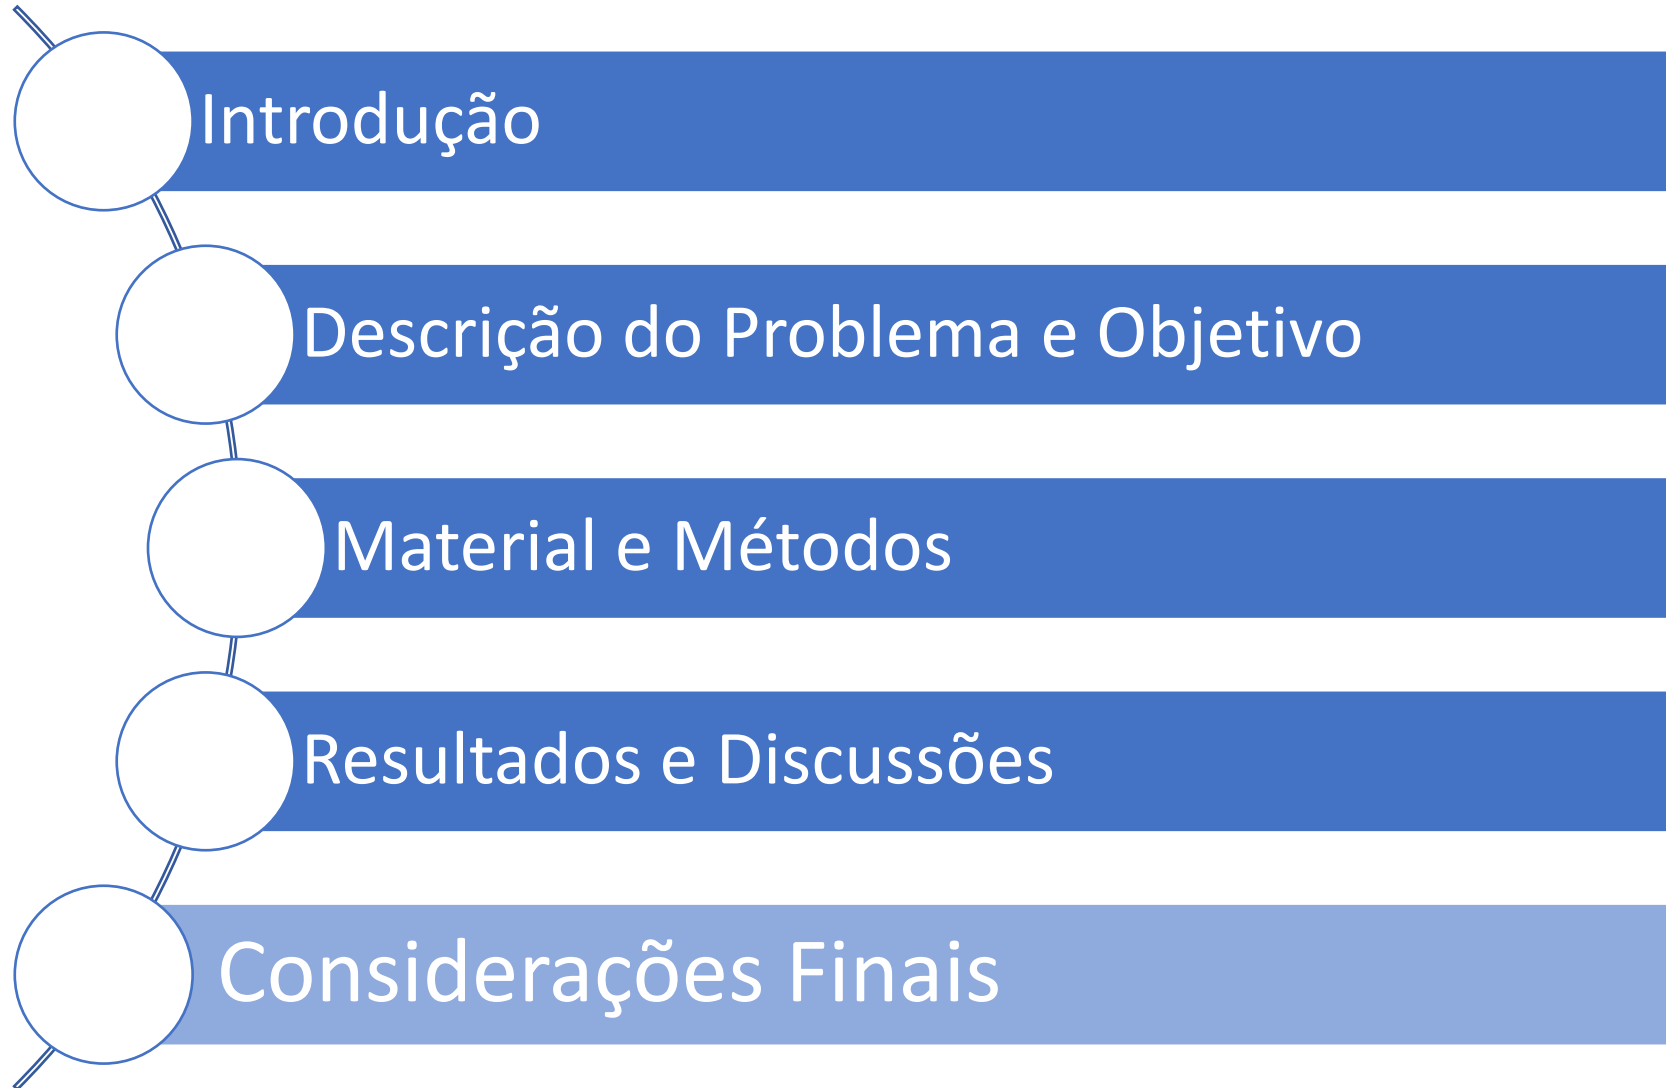 Introdução
Descrição do Problema e Objetivo
Material e Métodos
Resultados e Discussões
Considerações Finais